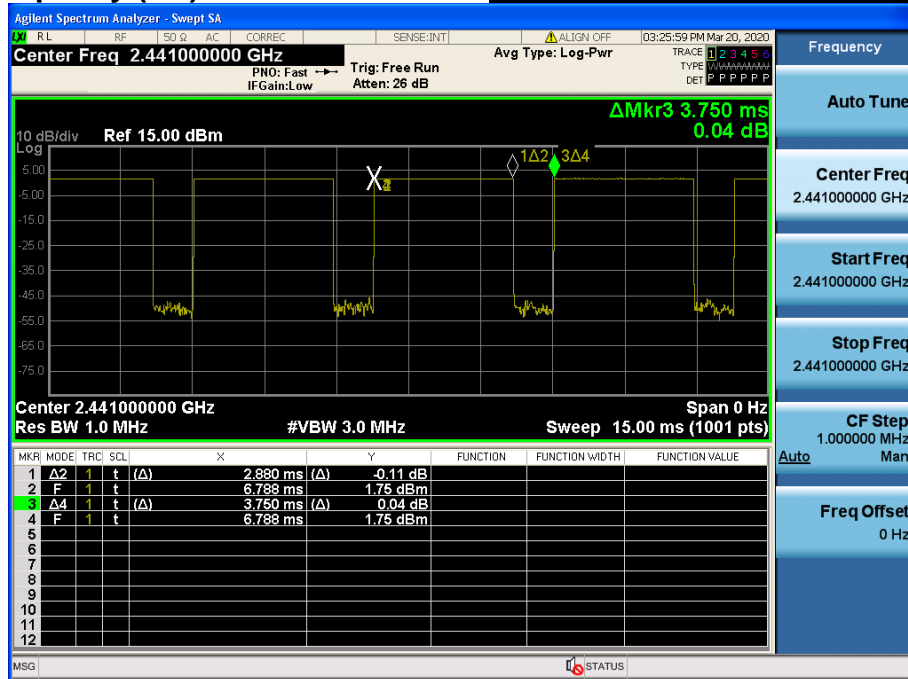 Agilent Spectrum Analyzer - Swept SA
LXI RL RF 50 Ω AC CORREC SENSE:INT ALIGN OFF 03:25:59 PM Mar 20, 2020
Center Freq 2.441000000 GHz
PNO: Fast
IFGain:Low
Trig: Free Run
Atten: 26 dB
Avg Type: Log-Pwr
TRACE 1 2 3 4 5 6
TYPE WWWWWW
DET P P P P P P
Frequency
Auto Tune
ΔMkr3 3.750 ms
0.04 dB
10 dB/div Ref 15.00 dBm
Log
1Δ2 3Δ4
X
5.00
-5.00
-15.0
-25.0
-35.0
-45.0
-55.0
-65.0
-75.0
Center Freq
2.441000000 GHz
Start Freq
2.441000000 GHz
Stop Freq
2.441000000 GHz
Center 2.441000000 GHz Span 0 Hz
Res BW 1.0 MHz #VBW 3.0 MHz Sweep 15.00 ms (1001 pts)
CF Step
1.000000 MHz
Auto Man
Freq Offset
0 Hz
MKR MODE TRC SCL X Y FUNCTION FUNCTION WIDTH FUNCTION VALUE
1 Δ2 1 t (Δ) 2.880 ms (Δ) -0.11 dB
2 F 1 t 6.788 ms 1.75 dBm
3 Δ4 1 t (Δ) 3.750 ms (Δ) 0.04 dB
4 F 1 t 6.788 ms 1.75 dBm
5
6
7
8
9
10
11
12
MSG STATUS